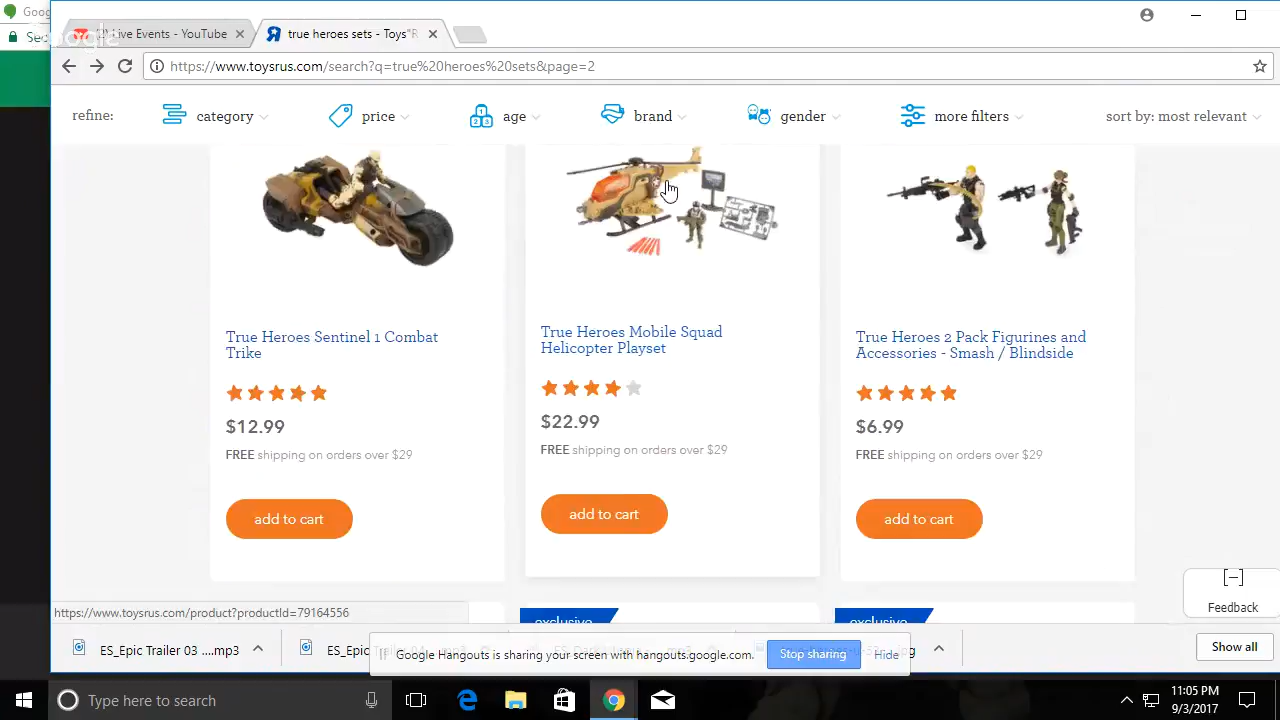 Goog
Live Events - YouTube
true heroes sets - Toys"R
Google
https://www.toysrus.com/search?q=true%20heroes%20sets&page=2
refine:
category
price
age
brand
gender
more filters
sort by: most relevant
True Heroes Sentinel 1 Combat
Trike
$12.99
FREE shipping on orders over $29
add to cart
True Heroes Mobile Squad
Helicopter Playset
$22.99
FREE shipping on orders over $29
add to cart
True Heroes 2 Pack Figurines and
Accessories - Smash / Blindside
$6.99
FREE shipping on orders over $29
add to cart
[-]
Feedback
https://www.toysrus.com/product?productId=79164556
exclusive
exclusive
ES_Epic Trailer 03 ....mp3
Google Hangouts is sharing your screen with hangouts.google.com.
Stop sharing
Hide
Show all
Type here to search
11:05 PM
9/3/2017